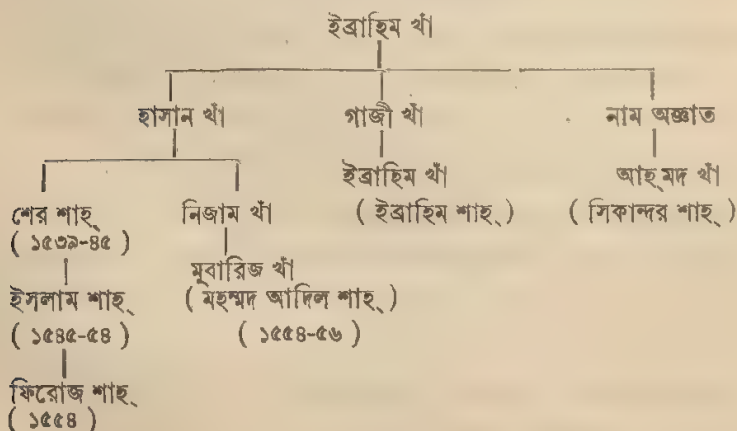 ইব্রাহিম খাঁ
হাসান খাঁ গাজী খাঁ নাম অজ্ঞাত
ইব্রাহিম খাঁ আহ্‌মদ খাঁ
শের শাহ্‌ নিজাম খাঁ ( ইব্রাহিম শাহ্‌ ) ( সিকান্দর শাহ্‌ )
( ১৫৩৯-৪৫ )
মুবারিজ খাঁ
ইসলাম শাহ্‌ ( মহম্মদ আদিল শাহ্‌ )
( ১৫৪৫-৫৪ ) ( ১৫৫৪-৫৬ )
ফিরোজ শাহ্‌
( ১৫৫৪ )